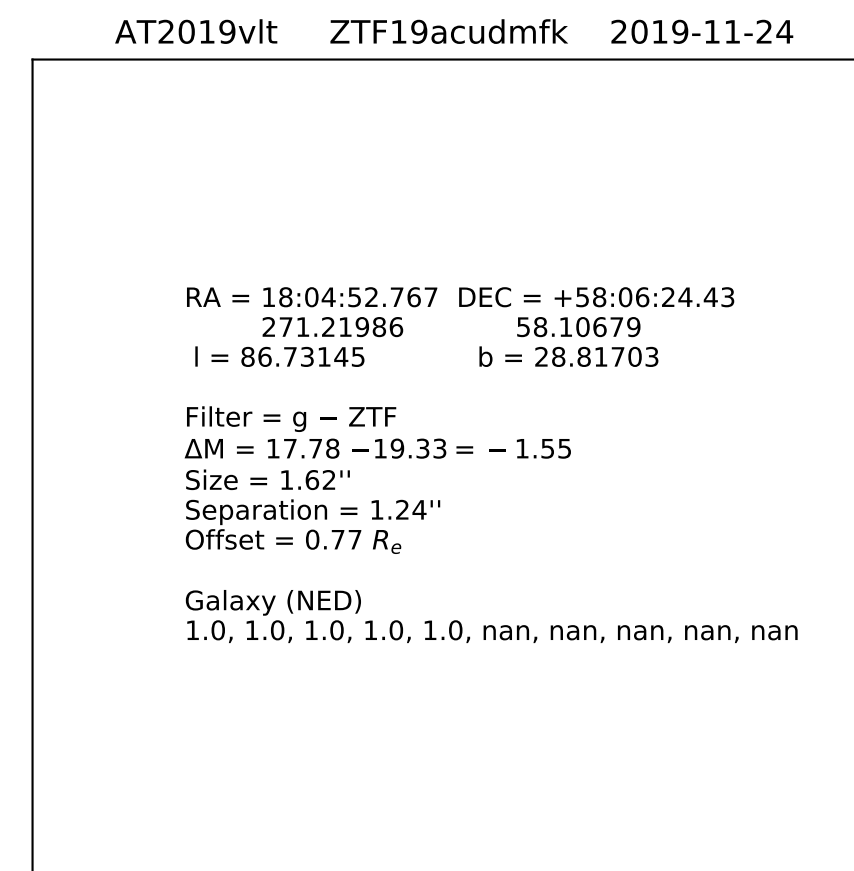 AT2019vlt ZTF19acudmfk 2019-11-24
RA = 18:04:52.767 DEC = +58:06:24.43
271.21986 58.10679
l = 86.73145 b = 28.81703
Filter = g − ZTF
ΔM = 17.78 −19.33 = − 1.55
Size = 1.62''
Separation = 1.24''
Offset = 0.77 Re
Galaxy (NED)
1.0, 1.0, 1.0, 1.0, 1.0, nan, nan, nan, nan, nan